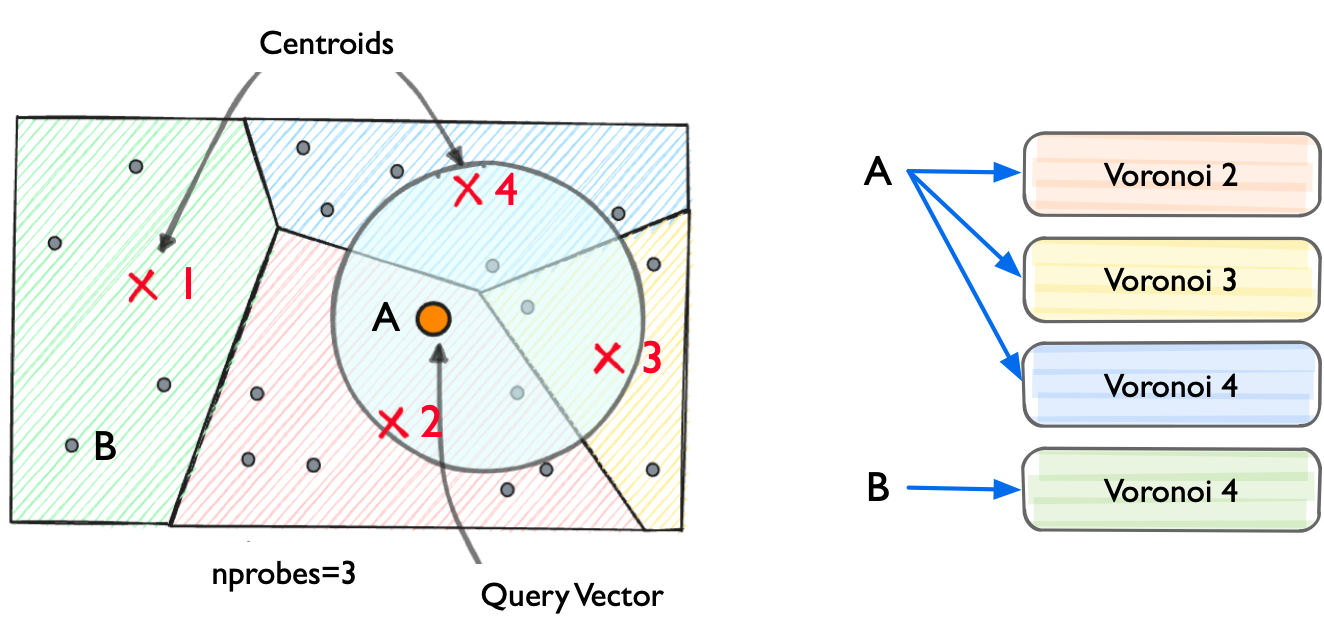 Centroids
4
1
A
3
2
B
nprobes=3
Query Vector
A
Voronoi 2
Voronoi 3
Voronoi 4
B
Voronoi 4